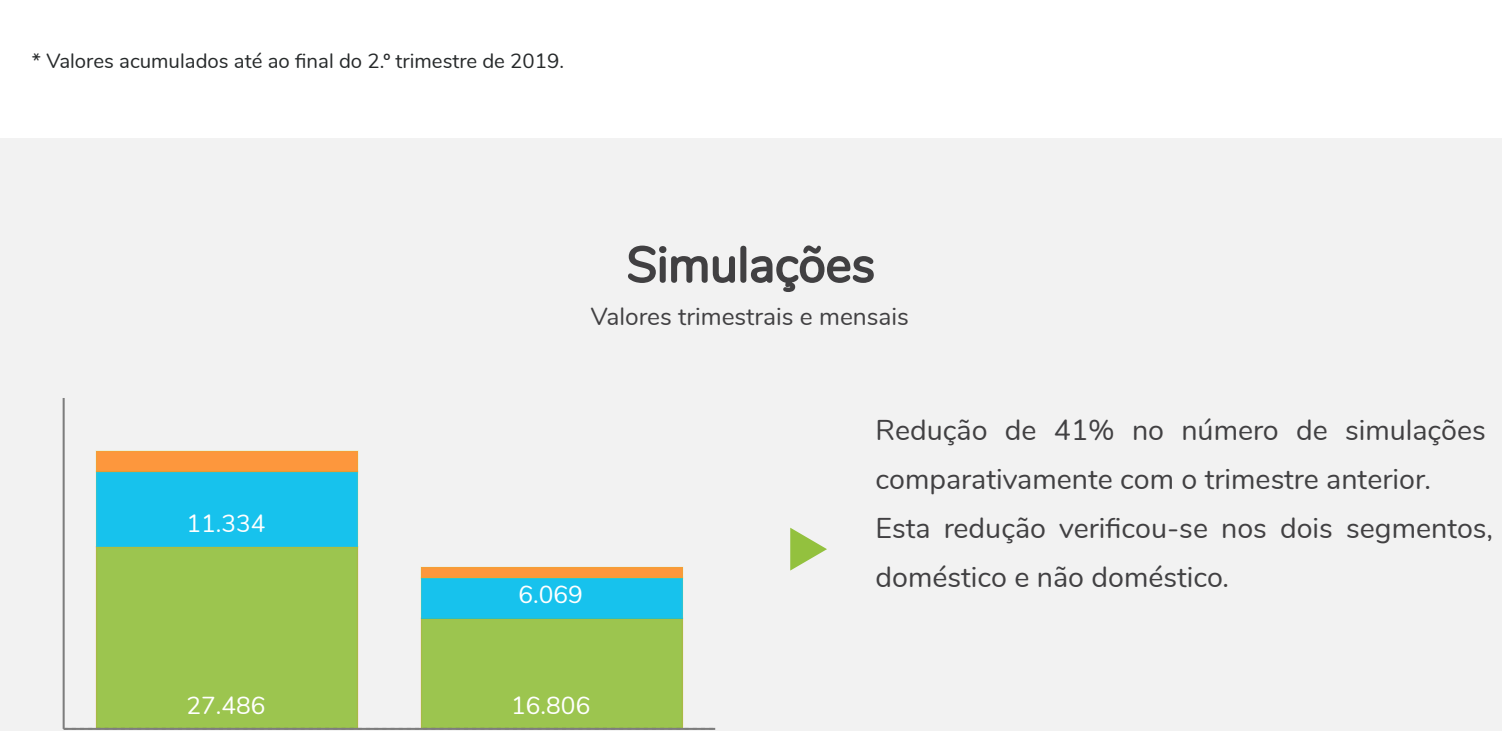 * Valores acumulados até ao final do 2.º trimestre de 2019.
Simulações
Valores trimestrais e mensais
11.334
27.486
6.069
16.806
Redução de 41% no número de simulações
comparativamente com o trimestre anterior.
Esta redução verificou-se nos dois segmentos,
doméstico e não doméstico.